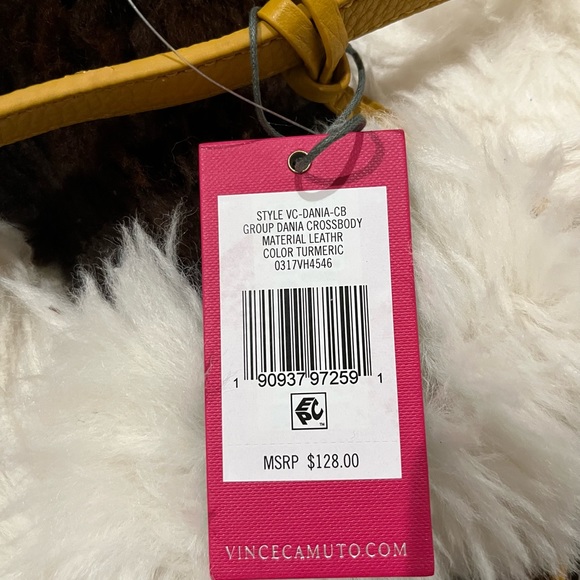 STYLE VC-DANIA-CB
GROUP DANIA CROSSBODY
MATERIAL LEATHR
COLOR TURMERIC
0317VH4546
1 90937 97259 1
EPC™
MSRP $128.00
VINCECAMUTO.COM